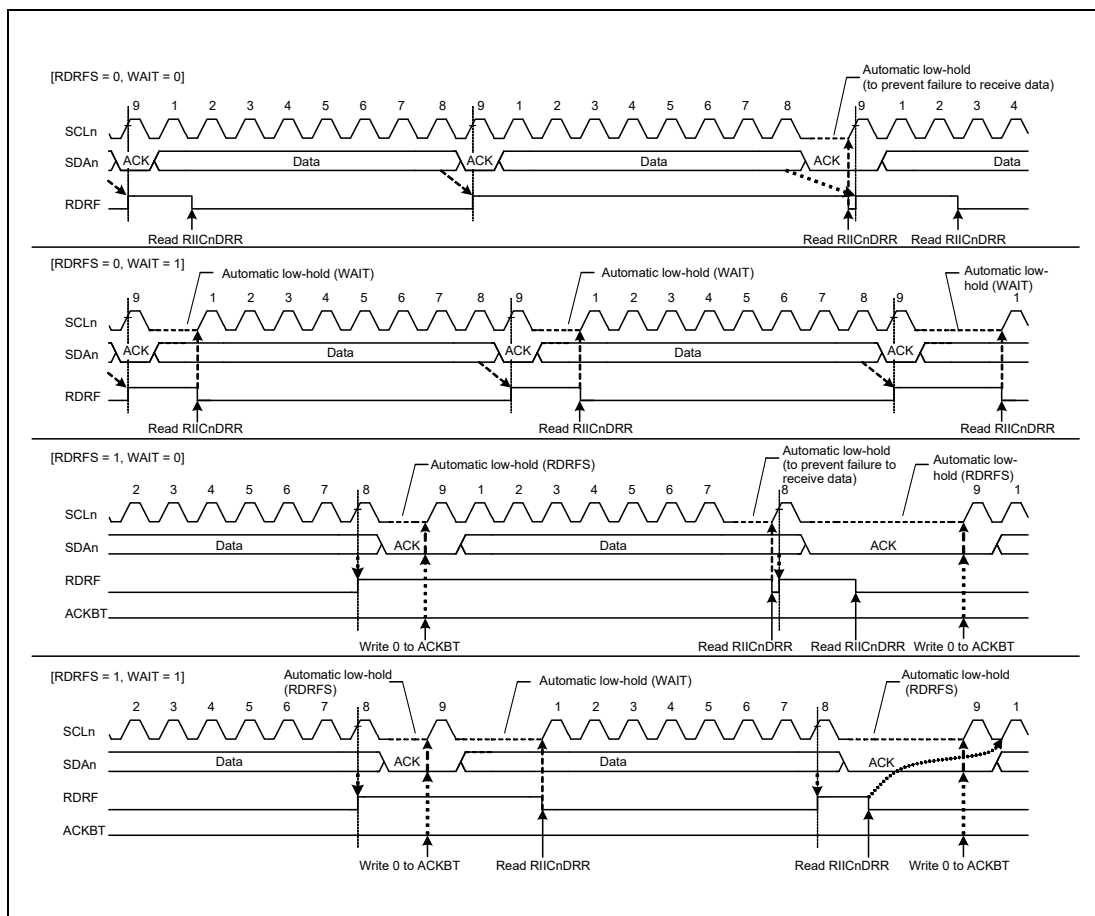 [RDRFS = 0, WAIT = 0]
Automatic low-hold
(to prevent failure to receive data)
9 1 2 3 4 5 6 7 8 9 1 2 3 4 5 6 7 8 9 1 2 3 4
SCLn
SDAn ACK Data ACK Data ACK Data
RDRF
Read RIICnDRR Read RIICnDRR Read RIICnDRR
[RDRFS = 0, WAIT = 1]
Automatic low-hold (WAIT) Automatic low-hold (WAIT) Automatic low-
hold (WAIT)
9 1 2 3 4 5 6 7 8 9 1 2 3 4 5 6 7 8 9 1
SCLn
SDAn ACK Data ACK Data ACK
RDRF
Read RIICnDRR Read RIICnDRR Read RIICnDRR
[RDRFS = 1, WAIT = 0]
Automatic low-hold (RDRFS) Automatic low-hold
(to prevent failure to
receive data) Automatic low-
hold (RDRFS)
2 3 4 5 6 7 8 9 1 2 3 4 5 6 7 8 9 1
SCLn
SDAn Data ACK Data ACK
RDRF
ACKBT
Write 0 to ACKBT Read RIICnDRR Read RIICnDRR Write 0 to ACKBT
[RDRFS = 1, WAIT = 1]
Automatic low-hold
(RDRFS) Automatic low-hold (WAIT) Automatic low-hold
(RDRFS)
2 3 4 5 6 7 8 9 1 2 3 4 5 6 7 8 9 1
SCLn
SDAn Data ACK Data ACK
RDRF
ACKBT
Write 0 to ACKBT Read RIICnDRR Read RIICnDRR Write 0 to ACKBT